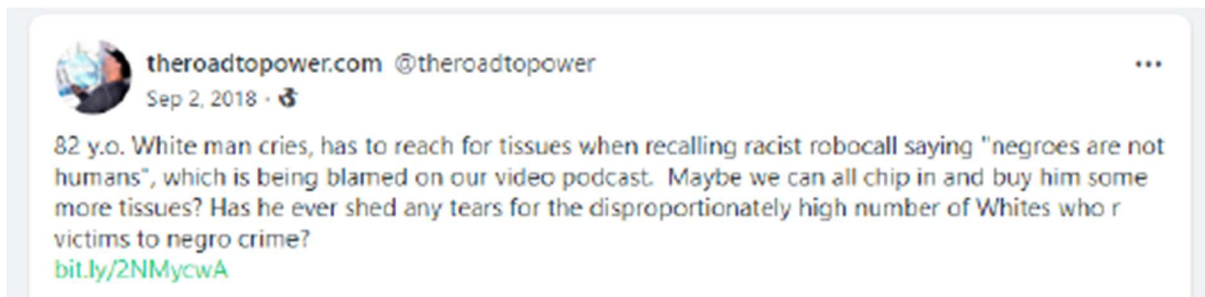 theroadtopower.com @theroadtopower
Sep 2, 2018 ·
82 y.o. White man cries, has to reach for tissues when recalling racist robocall saying "negroes are not
humans", which is being blamed on our video podcast.  Maybe we can all chip in and buy him some
more tissues? Has he ever shed any tears for the disproportionately high number of Whites who r
victims to negro crime?
bit.ly/2NMycwA